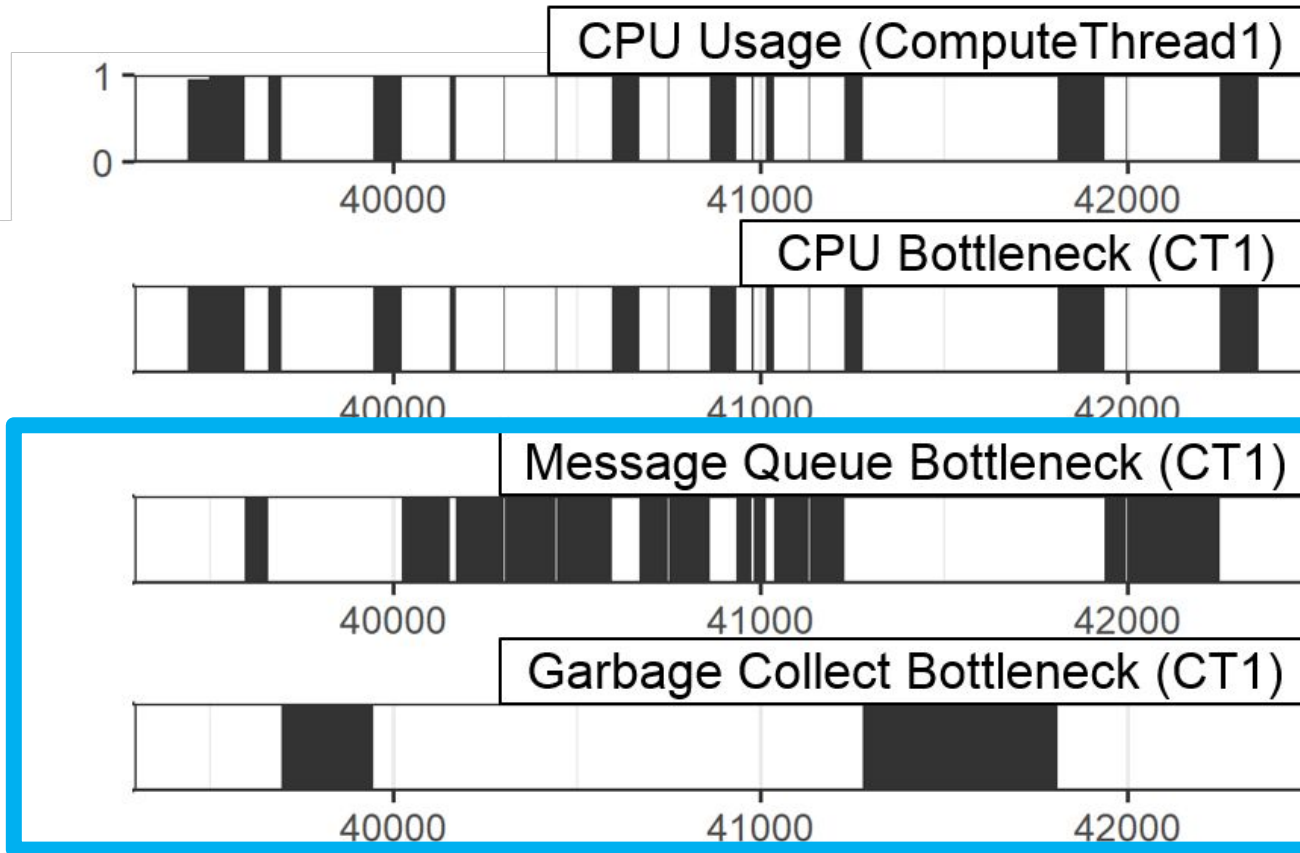 CPU Usage (ComputeThread1)
1
0
40000 41000 42000
CPU Bottleneck (CT1)
40000 41000 42000
Message Queue Bottleneck (CT1)
40000 41000 42000
Garbage Collect Bottleneck (CT1)
40000 41000 42000